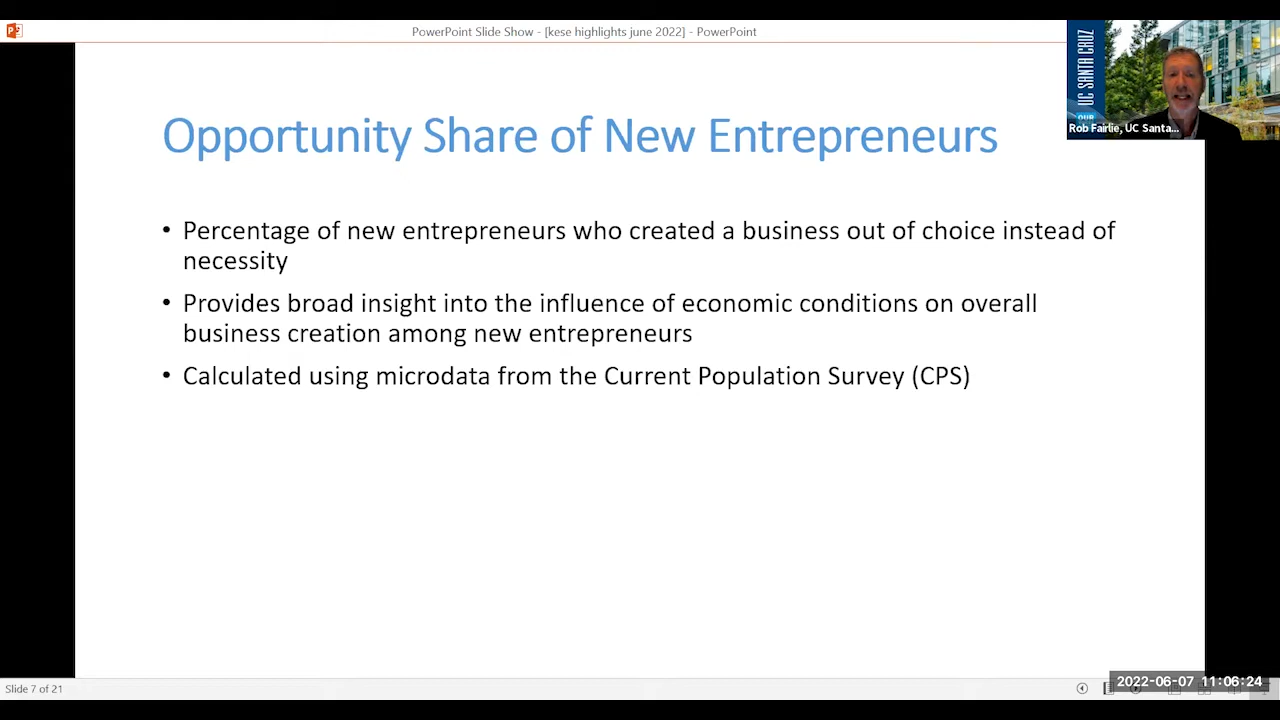 PowerPoint Slide Show - [kese highlights june 2022] - PowerPoint
UC SANTA CRUZ
OUR
Rob Fairlie, UC Santa...
Opportunity Share of New Entrepreneurs
• Percentage of new entrepreneurs who created a business out of choice instead of
necessity
• Provides broad insight into the influence of economic conditions on overall
business creation among new entrepreneurs
• Calculated using microdata from the Current Population Survey (CPS)
Slide 7 of 21
2022-06-07 11:06:24